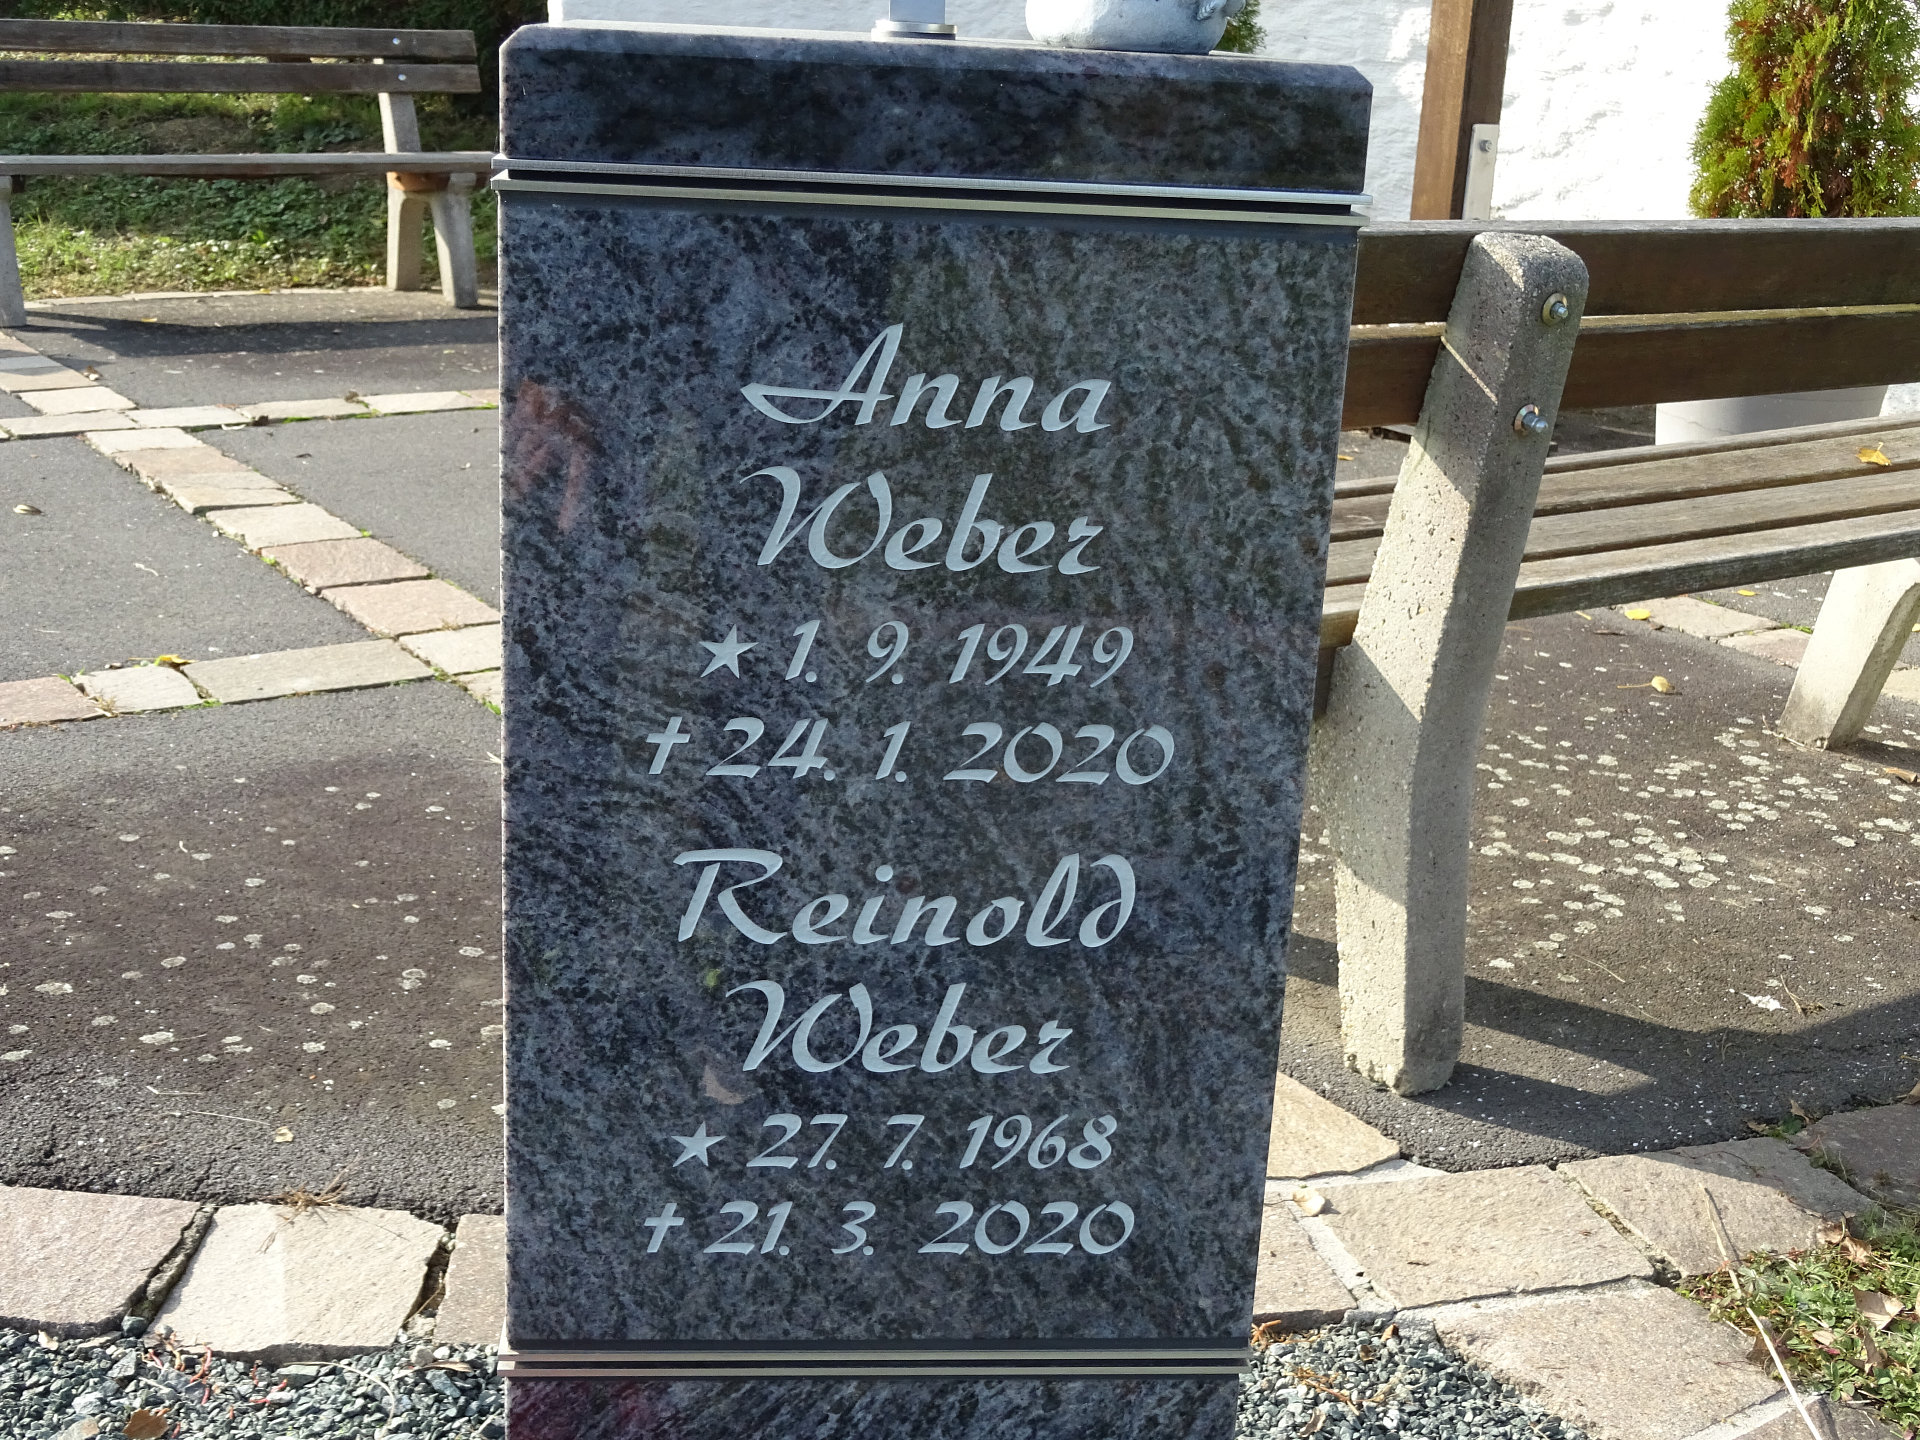 Anna
Weber
★ 1. 9. 1949
✝ 24. 1. 2020
Reinold
Weber
★ 27. 7. 1968
✝ 21. 3. 2020